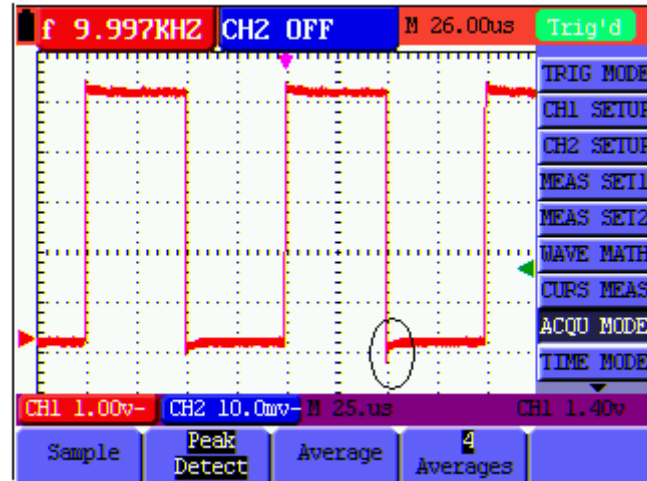 f 9.997KHZ CH2 OFF M 26.00us Trig'd
TRIG MODE
CH1 SETUP
CH2 SETUP
MEAS SET1
MEAS SET2
WAVE MATH
CURS MEAS
ACQU MODE
TIME MODE
CH1 1.00v- CH2 10.0mv- M 25.us CH1 1.40v
Sample Peak Detect Average 4 Averages